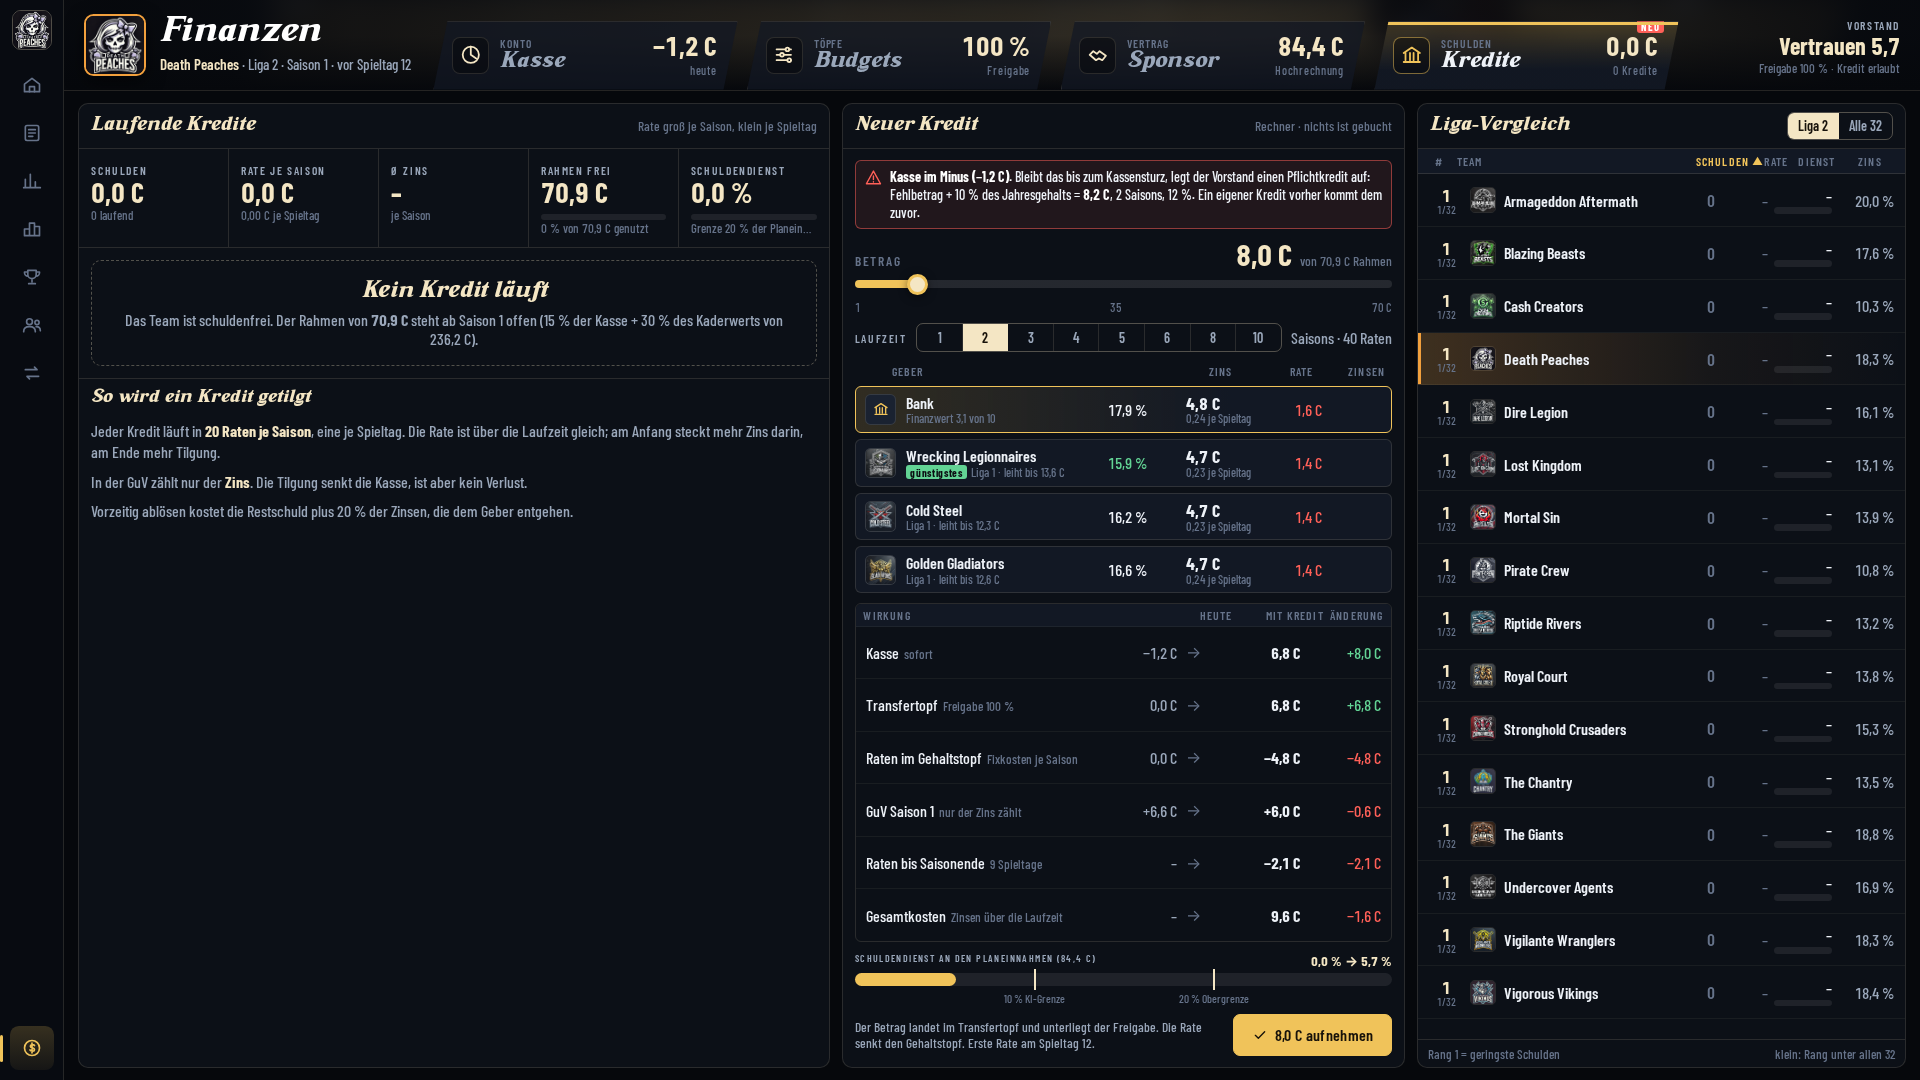 Finanzen
Death Peaches · Liga 2 · Saison 1 · vor Spieltag 12
KONTO
Kasse
−1,2 C
heute
TÖPFE
Budgets
100 %
Freigabe
VERTRAG
Sponsor
84,4 C
Hochrechnung
NEU
SCHULDEN
Kredite
0,0 C
0 Kredite
VORSTAND
Vertrauen 5,7
Freigabe 100 % · Kredit erlaubt
Laufende Kredite
Rate groß je Saison, klein je Spieltag
SCHULDEN
0,0 C
0 laufend
RATE JE SAISON
0,0 C
0,00 C je Spieltag
Ø ZINS
–
je Saison
RAHMEN FREI
70,9 C
0 % von 70,9 C genutzt
SCHULDENDIENST
0,0 %
Grenze 20 % der Planein...
Kein Kredit läuft
Das Team ist schuldenfrei. Der Rahmen von 70,9 C steht ab Saison 1 offen (15 % der Kasse + 30 % des Kaderwerts von
236,2 C).
So wird ein Kredit getilgt
Jeder Kredit läuft in 20 Raten je Saison, eine je Spieltag. Die Rate ist über die Laufzeit gleich; am Anfang steckt mehr Zins darin,
am Ende mehr Tilgung.
In der GuV zählt nur der Zins. Die Tilgung senkt die Kasse, ist aber kein Verlust.
Vorzeitig ablösen kostet die Restschuld plus 20 % der Zinsen, die dem Geber entgehen.
Neuer Kredit
Rechner · nichts ist gebucht
Kasse im Minus (−1,2 C). Bleibt das bis zum Kassensturz, legt der Vorstand einen Pflichtkredit auf:
Fehlbetrag + 10 % des Jahresgehalts = 8,2 C, 2 Saisons, 12 %. Ein eigener Kredit vorher kommt dem
zuvor.
BETRAG
8,0 C von 70,9 C Rahmen
1 35 70 C
LAUFZEIT 1 2 3 4 5 6 8 10 Saisons · 40 Raten
GEBER ZINS RATE ZINSEN
Bank
Finanzwert 3,1 von 10
17,9 %
4,8 C
0,24 je Spieltag
1,6 C
Wrecking Legionnaires
günstigstes Liga 1 · leiht bis 13,6 C
15,9 %
4,7 C
0,23 je Spieltag
1,4 C
Cold Steel
Liga 1 · leiht bis 12,3 C
16,2 %
4,7 C
0,23 je Spieltag
1,4 C
Golden Gladiators
Liga 1 · leiht bis 12,6 C
16,6 %
4,7 C
0,24 je Spieltag
1,4 C
WIRKUNG HEUTE MIT KREDIT ÄNDERUNG
Kasse sofort −1,2 C → 6,8 C +8,0 C
Transfertopf Freigabe 100 % 0,0 C → 6,8 C +6,8 C
Raten im Gehaltstopf Fixkosten je Saison 0,0 C → −4,8 C −4,8 C
GuV Saison 1 nur der Zins zählt +6,6 C → +6,0 C −0,6 C
Raten bis Saisonende 9 Spieltage – → −2,1 C −2,1 C
Gesamtkosten Zinsen über die Laufzeit – → 9,6 C −1,6 C
SCHULDENDIENST AN DEN PLANEINNAHMEN (84,4 C) 0,0 % → 5,7 %
10 % KI-Grenze 20 % Obergrenze
Der Betrag landet im Transfertopf und unterliegt der Freigabe. Die Rate
senkt den Gehaltstopf. Erste Rate am Spieltag 12.
8,0 C aufnehmen
Liga-Vergleich
Liga 2 Alle 32
# TEAM SCHULDEN ▲ RATE DIENST ZINS
1 1/32 Armageddon Aftermath 0 – – 20,0 %
1 1/32 Blazing Beasts 0 – – 17,6 %
1 1/32 Cash Creators 0 – – 10,3 %
1 1/32 Death Peaches 0 – – 18,3 %
1 1/32 Dire Legion 0 – – 16,1 %
1 1/32 Lost Kingdom 0 – – 13,1 %
1 1/32 Mortal Sin 0 – – 13,9 %
1 1/32 Pirate Crew 0 – – 10,8 %
1 1/32 Riptide Rivers 0 – – 13,2 %
1 1/32 Royal Court 0 – – 13,8 %
1 1/32 Stronghold Crusaders 0 – – 15,3 %
1 1/32 The Chantry 0 – – 13,5 %
1 1/32 The Giants 0 – – 18,8 %
1 1/32 Undercover Agents 0 – – 16,9 %
1 1/32 Vigilante Wranglers 0 – – 18,3 %
1 1/32 Vigorous Vikings 0 – – 18,4 %
Rang 1 = geringste Schulden
klein: Rang unter allen 32